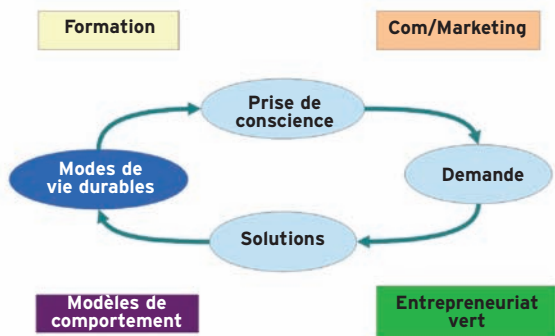 Formation
Com/Marketing
Prise de
conscience
Modes de
vie durables
Demande
Solutions
Modèles de
comportement
Entrepreneuriat
vert